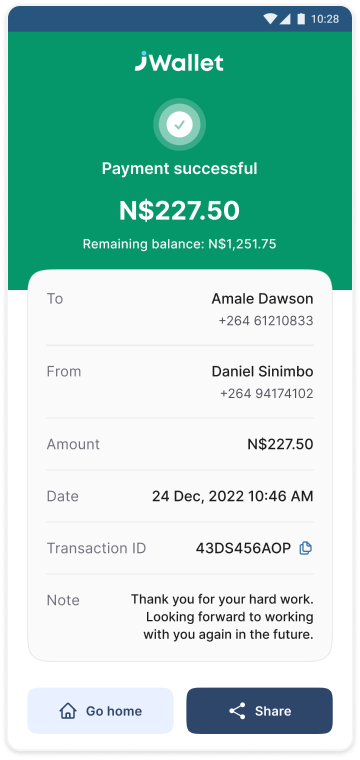 10:28
jWallet
Payment successful
N$227.50
Remaining balance: N$1,251.75
To
Amale Dawson
+264 61210833
From
Daniel Sinimbo
+264 94174102
Amount
N$227.50
Date
24 Dec, 2022 10:46 AM
Transaction ID
43DS456AOP
Note
Thank you for your hard work.
Looking forward to working
with you again in the future.
Go home
Share